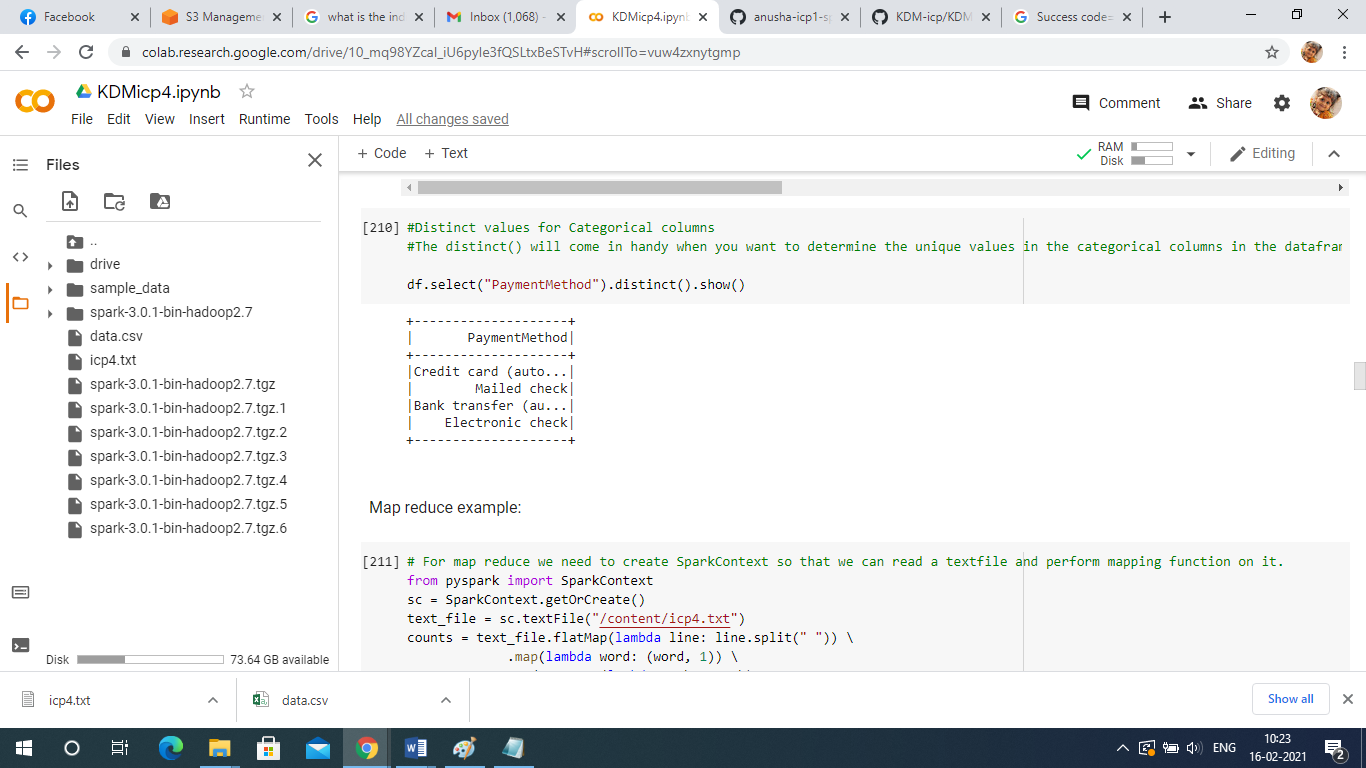 Facebook
S3 Manageme
what is the ind
Inbox (1,068) -
KDMicp4.ipynb
anusha-icp1-sp
KDM-icp/KDM
Success code=
colab.research.google.com/drive/10_mq98YZcal_iU6pyIe3fQSLtxBeSTvH#scrollTo=vuw4zxnytgmp
KDMicp4.ipynb
File Edit View Insert Runtime Tools Help All changes saved
Comment
Share
Files
+ Code + Text
RAM
Disk
Editing
..
drive
sample_data
spark-3.0.1-bin-hadoop2.7
data.csv
icp4.txt
spark-3.0.1-bin-hadoop2.7.tgz
spark-3.0.1-bin-hadoop2.7.tgz.1
spark-3.0.1-bin-hadoop2.7.tgz.2
spark-3.0.1-bin-hadoop2.7.tgz.3
spark-3.0.1-bin-hadoop2.7.tgz.4
spark-3.0.1-bin-hadoop2.7.tgz.5
spark-3.0.1-bin-hadoop2.7.tgz.6
Disk 73.64 GB available
[210] #Distinct values for Categorical columns
#The distinct() will come in handy when you want to determine the unique values in the categorical columns in the datafram
df.select("PaymentMethod").distinct().show()
+--------------------+
|       PaymentMethod|
+--------------------+
|Credit card (auto...|
|        Mailed check|
|Bank transfer (au...|
|    Electronic check|
+--------------------+
Map reduce example:
[211] # For map reduce we need to create SparkContext so that we can read a textfile and perform mapping function on it.
from pyspark import SparkContext
sc = SparkContext.getOrCreate()
text_file = sc.textFile("/content/icp4.txt")
counts = text_file.flatMap(lambda line: line.split(" ")) \
.map(lambda word: (word, 1)) \
icp4.txt
data.csv
Show all
ENG
10:23
16-02-2021
2